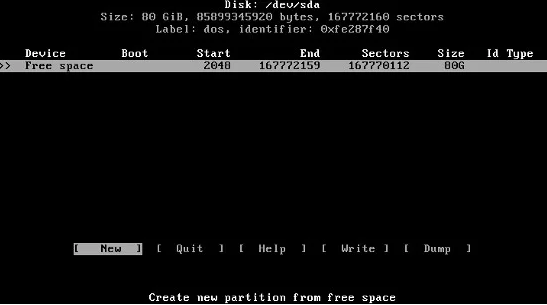 Disk: /dev/sda
Size: 80 GiB, 85899345920 bytes, 167772160 sectors
Label: dos, identifier: 0xfe287f40
Device Boot Start End Sectors Size Id Type
>> Free space 2048 167772159 167770112 80G
[ New ] [ Quit ] [ Help ] [ Write ] [ Dump ]
Create new partition from free space